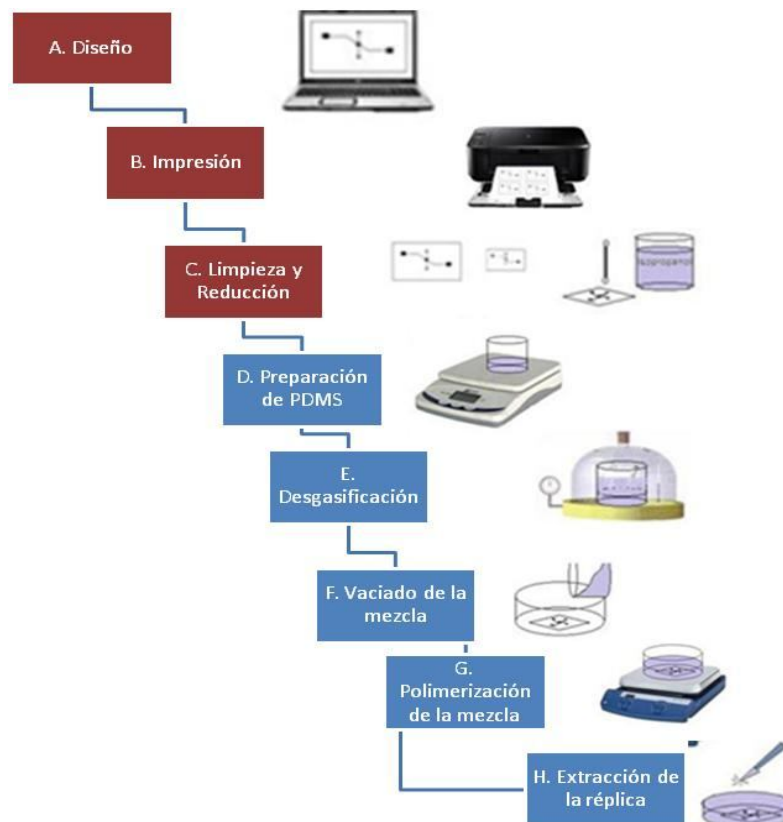 A. Diseño
B. Impresión
C. Limpieza y
Reducción
D. Preparación
de PDMS
E.
Desgasificación
F. Vaciado de la
mezcla
G.
Polimerización
de la mezcla
H. Extracción de
la réplica